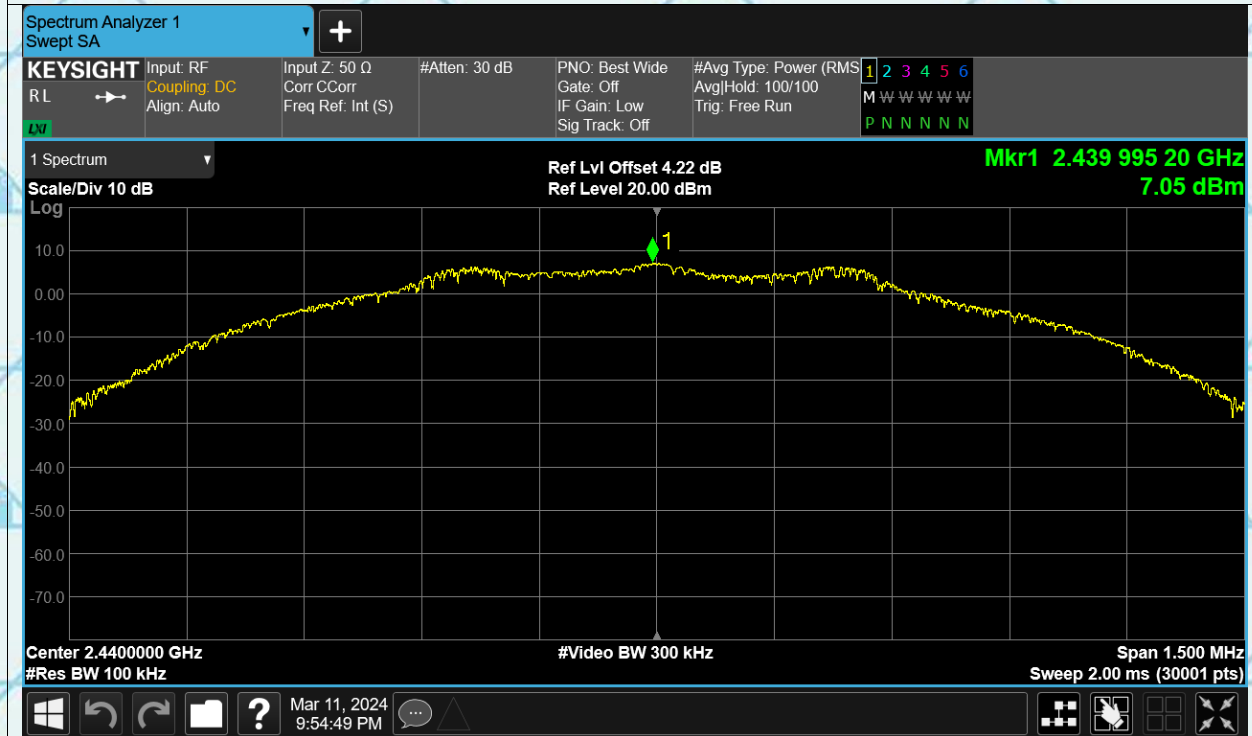 Spectrum Analyzer 1
Swept SA
+
KEYSIGHT
RL
LXI
Input: RF
Coupling: DC
Align: Auto
Input Z: 50 Ω
Corr CCorr
Freq Ref: Int (S)
#Atten: 30 dB
PNO: Best Wide
Gate: Off
IF Gain: Low
Sig Track: Off
#Avg Type: Power (RMS
Avg|Hold: 100/100
Trig: Free Run
1 2 3 4 5 6
M W W W W W
P N N N N N
1 Spectrum
Scale/Div 10 dB
Log
Ref Lvl Offset 4.22 dB
Ref Level 20.00 dBm
Mkr1 2.439 995 20 GHz
7.05 dBm
1
10.0
0.00
-10.0
-20.0
-30.0
-40.0
-50.0
-60.0
-70.0
Center 2.4400000 GHz
#Res BW 100 kHz
#Video BW 300 kHz
Span 1.500 MHz
Sweep 2.00 ms (30001 pts)
?
Mar 11, 2024
9:54:49 PM